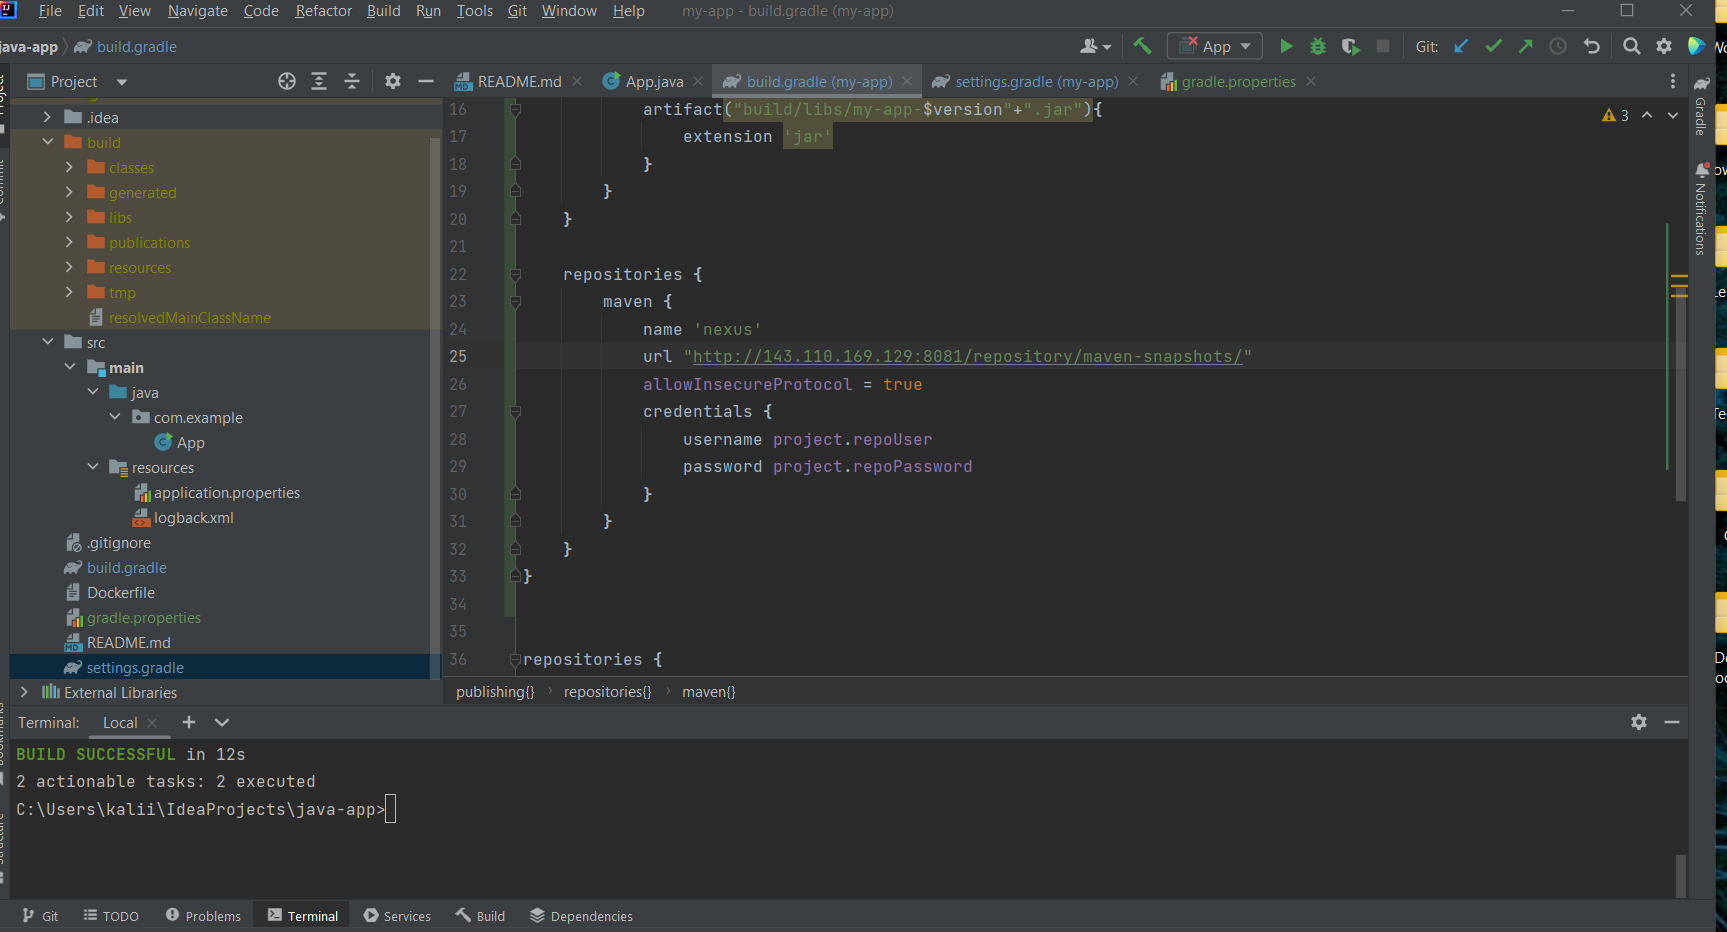 File Edit View Navigate Code Refactor Build Run Tools Git Window Help my-app - build.gradle (my-app)
java-app build.gradle App Git:
Project
README.md App.java build.gradle (my-app) settings.gradle (my-app) gradle.properties
.idea
build
classes
generated
libs
publications
resources
tmp
resolvedMainClassName
src
main
java
com.example
App
resources
application.properties
logback.xml
.gitignore
build.gradle
Dockerfile
gradle.properties
README.md
settings.gradle
External Libraries
16 artifact("build/libs/my-app-$version"+".jar"){
17 extension 'jar'
18 }
19 }
20 }
21
22 repositories {
23 maven {
24 name 'nexus'
25 url "http://143.110.169.129:8081/repository/maven-snapshots/"
26 allowInsecureProtocol = true
27 credentials {
28 username project.repoUser
29 password project.repoPassword
30 }
31 }
32 }
33 }
34
35
36 repositories {
3
publishing{} repositories{} maven{}
Gradle
Notifications
Terminal: Local
BUILD SUCCESSFUL in 12s
2 actionable tasks: 2 executed
C:\Users\kalii\IdeaProjects\java-app>
Git TODO Problems Terminal Services Build Dependencies